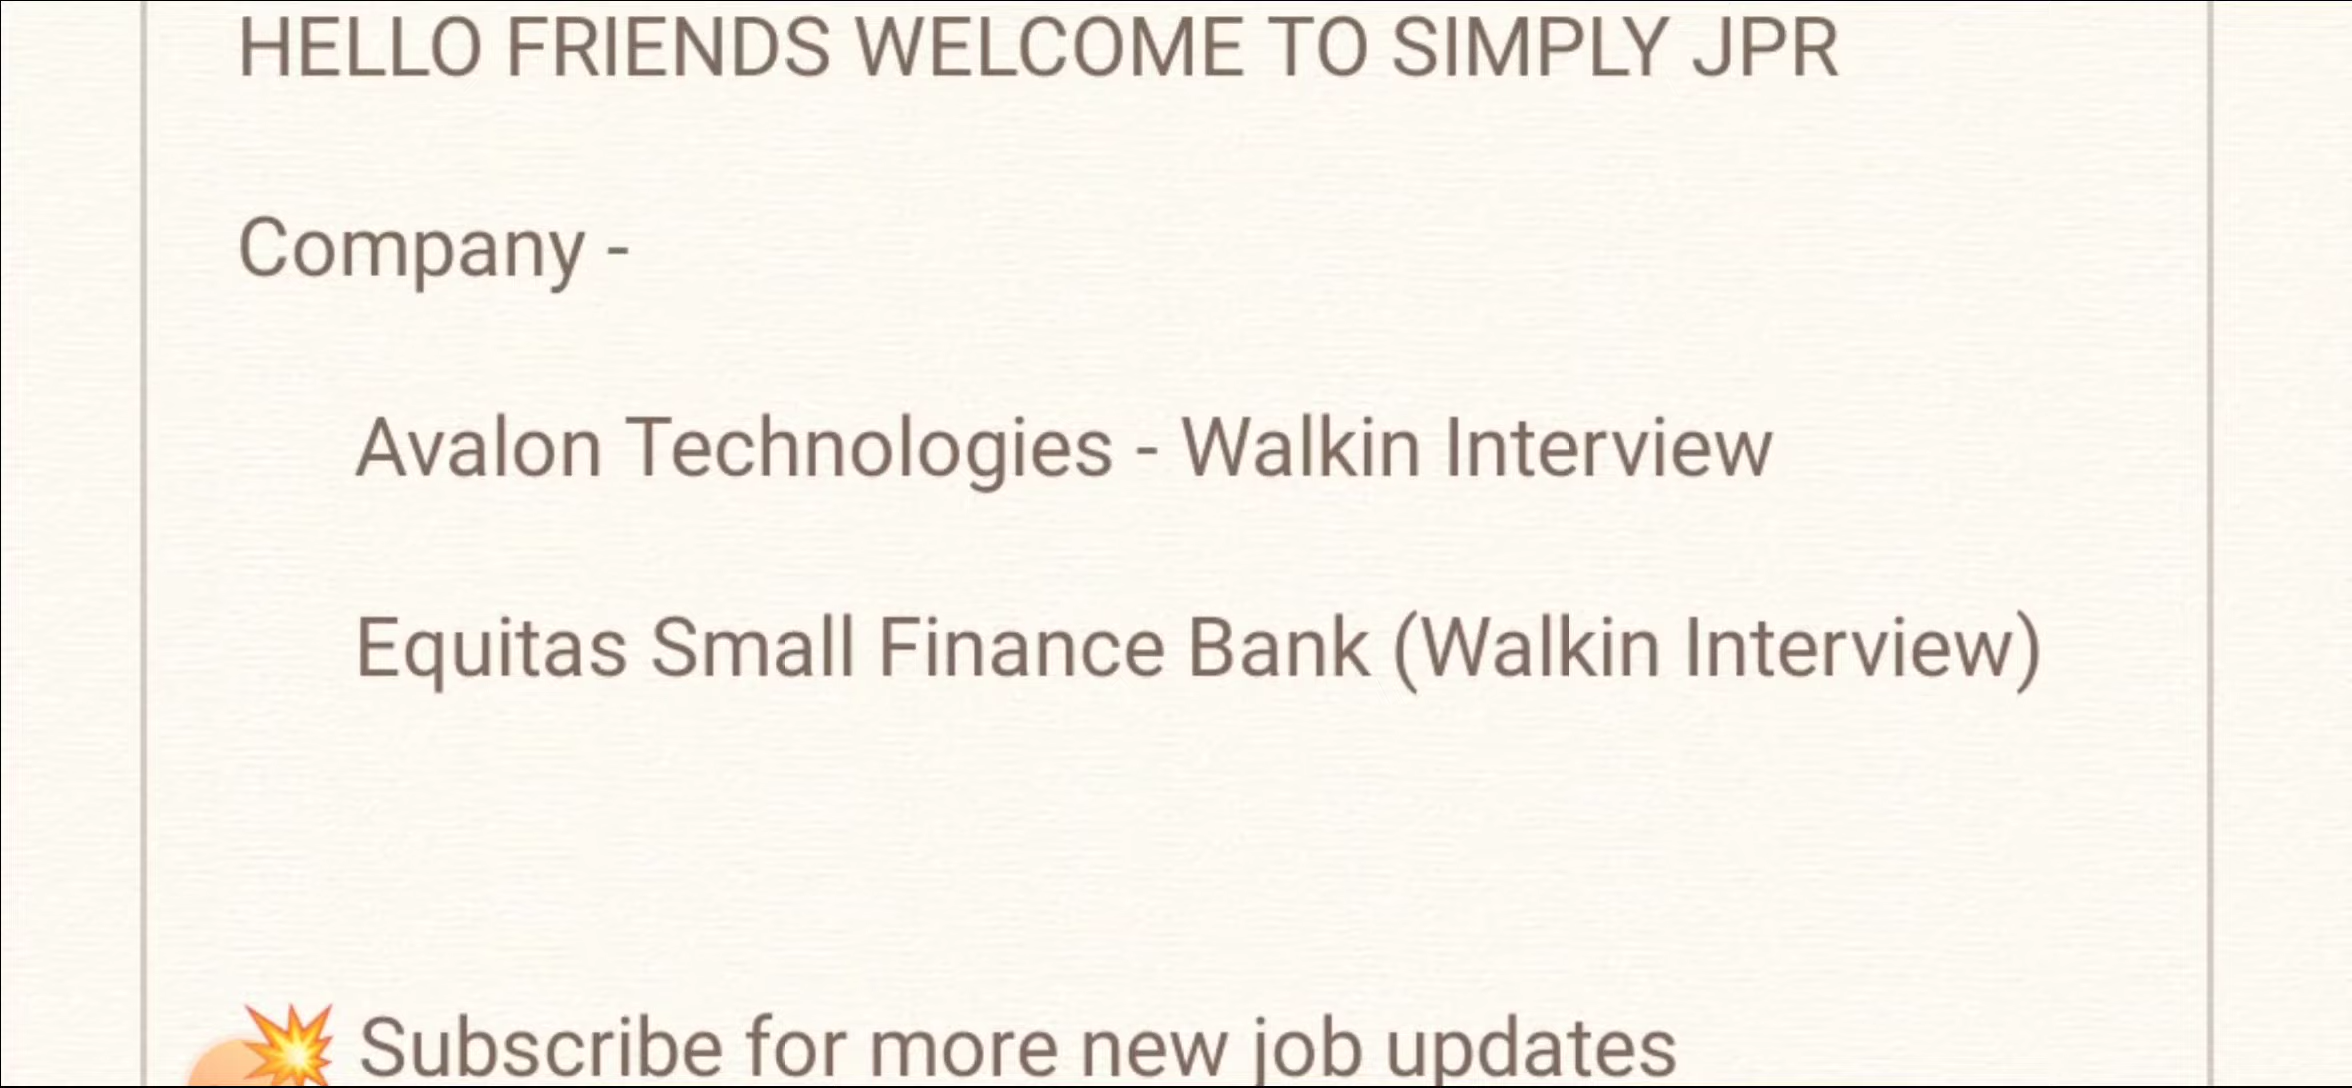 HELLO FRIENDS WELCOME TO SIMPLY JPR
Company -
Avalon Technologies - Walkin Interview
Equitas Small Finance Bank (Walkin Interview)
💥 Subscribe for more new job updates